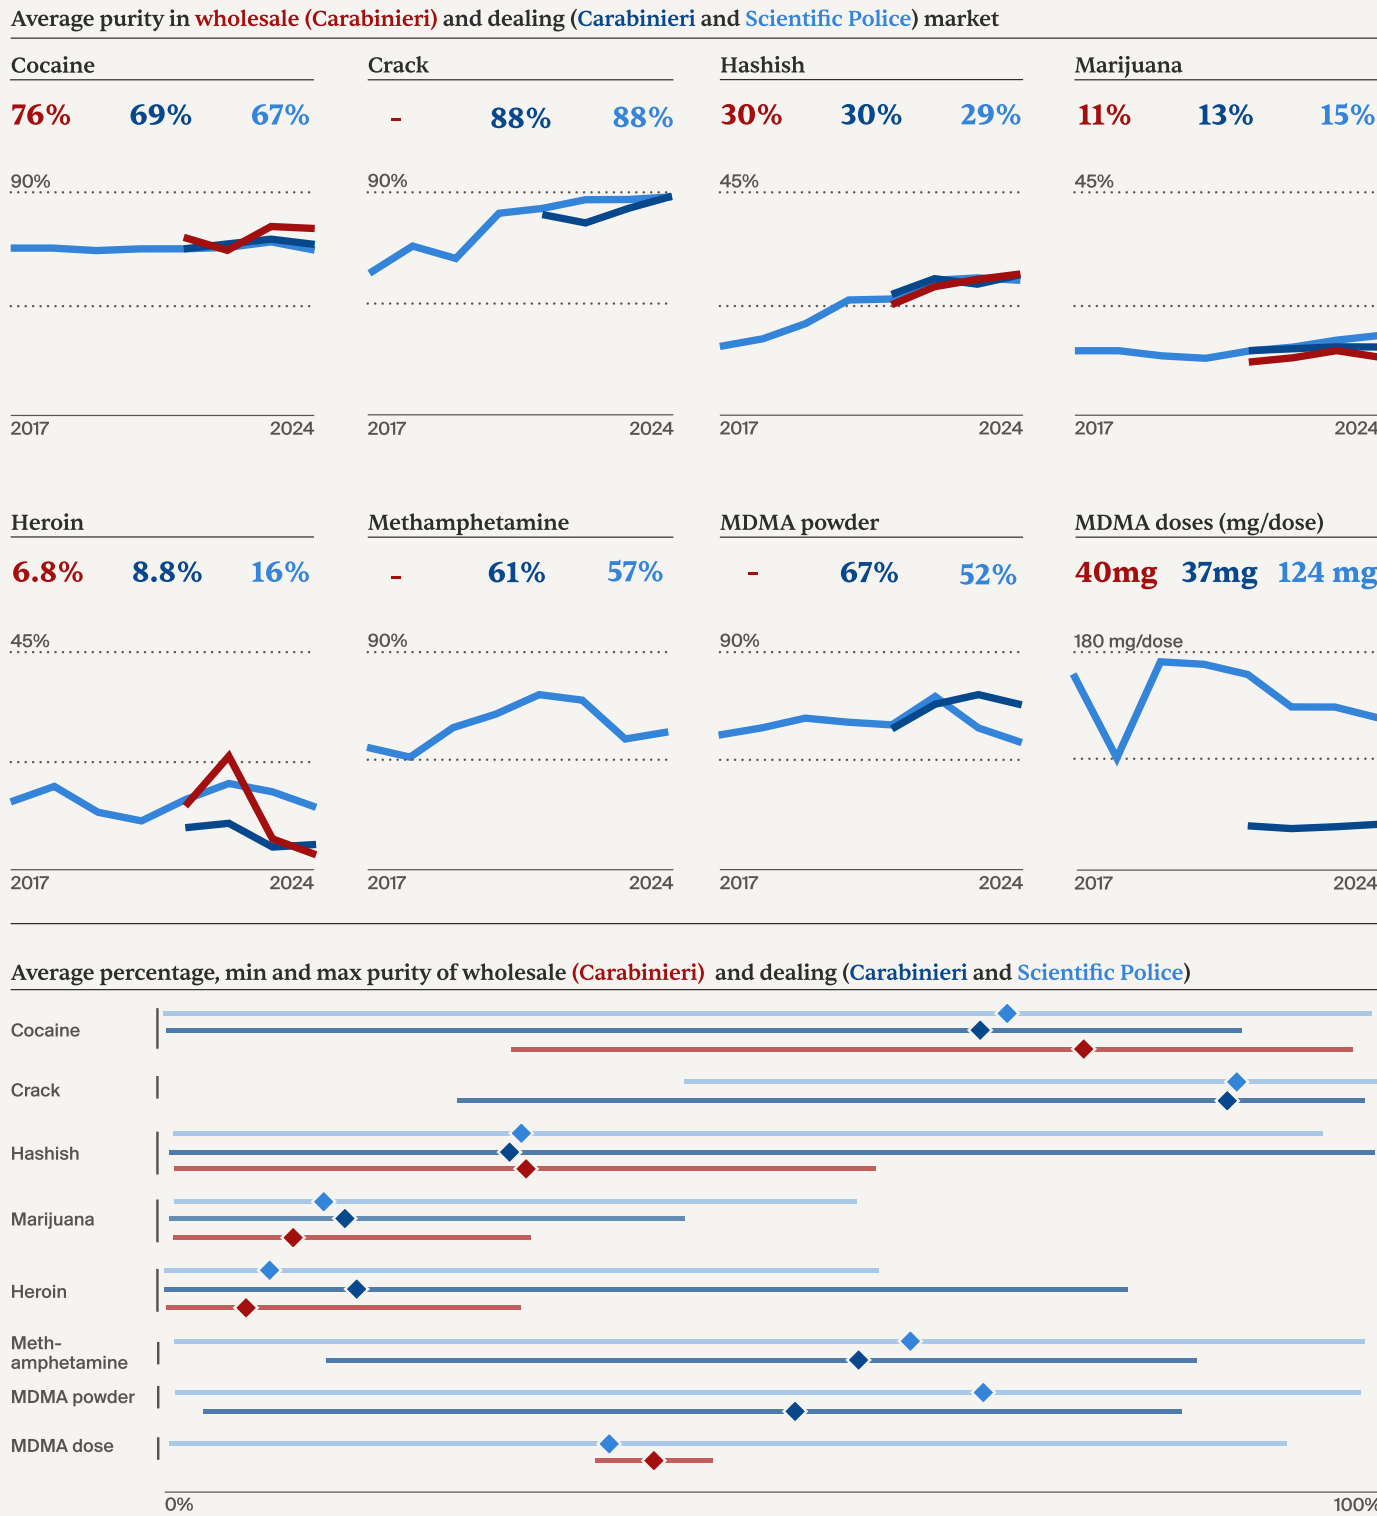 Average purity in wholesale (Carabinieri) and dealing (Carabinieri and Scientific Police) market
Cocaine
Crack
Hashish
Marijuana
76% 69% 67%
- 88% 88%
30% 30% 29%
11% 13% 15%
90%
90%
45%
45%
2017 2024
2017 2024
2017 2024
2017 2024
Heroin
Methamphetamine
MDMA powder
MDMA doses (mg/dose)
6.8% 8.8% 16%
- 61% 57%
- 67% 52%
40mg 37mg 124 mg
45%
90%
90%
180 mg/dose
2017 2024
2017 2024
2017 2024
2017 2024
Average percentage, min and max purity of wholesale (Carabinieri) and dealing (Carabinieri and Scientific Police)
Cocaine
Crack
Hashish
Marijuana
Heroin
Meth-
amphetamine
MDMA powder
MDMA dose
0% 100%